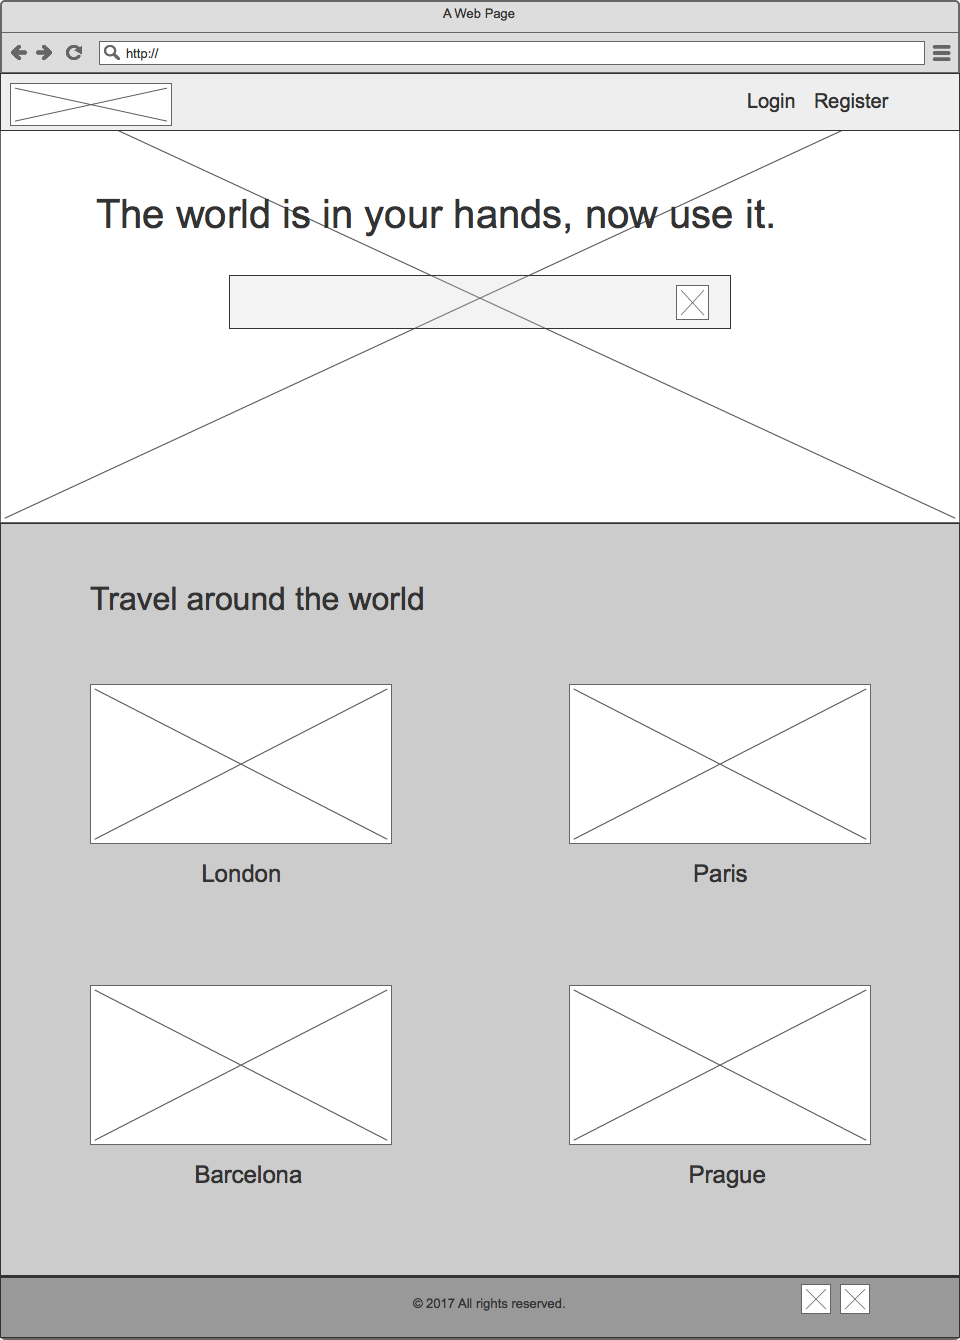 A Web Page
http://
Login Register
The world is in your hands, now use it.
Travel around the world
London
Paris
Barcelona
Prague
© 2017 All rights reserved.